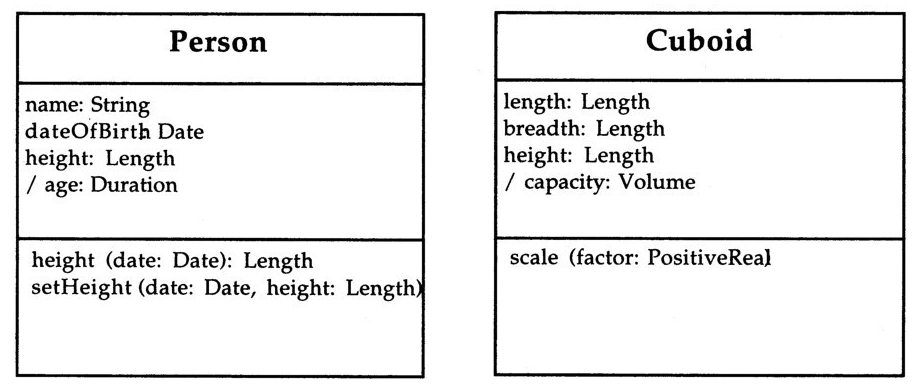 Person
name: String
dateOfBirth Date
height: Length
/ age: Duration
height (date: Date): Length
setHeight (date: Date, height: Length)
Cuboid
length: Length
breadth: Length
height: Length
/ capacity: Volume
scale (factor: PositiveReal